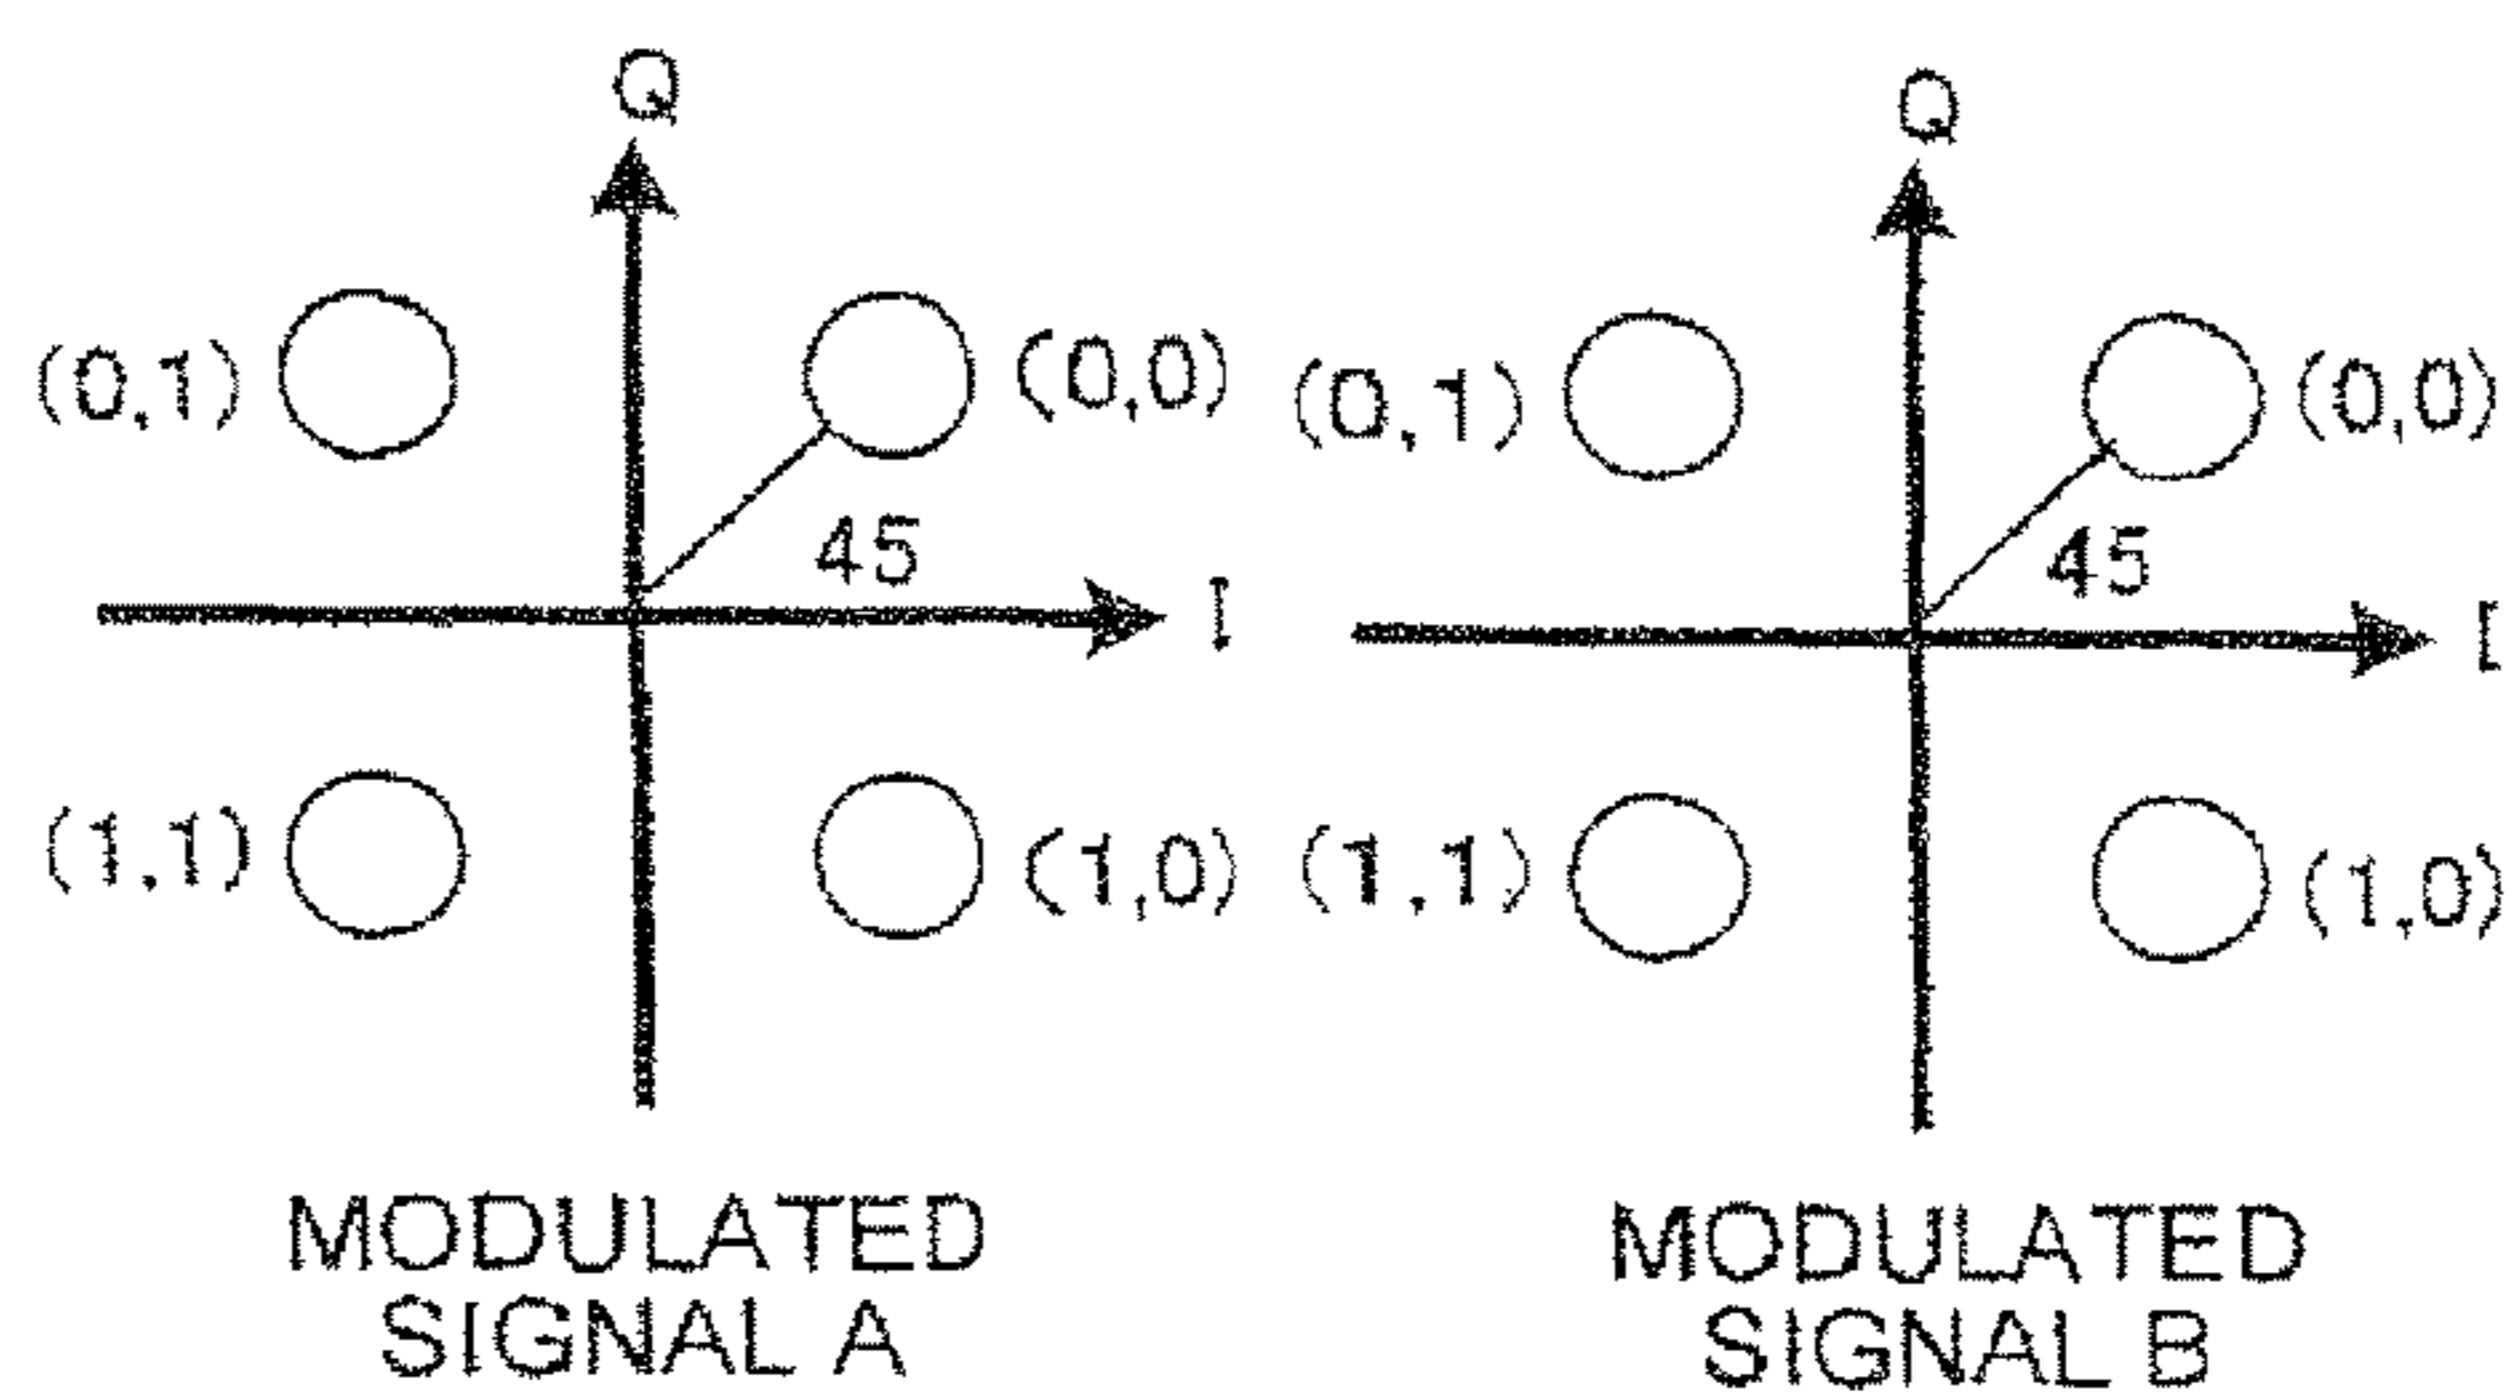 Q
(0,1) (0,0)
45
I
(1,1) (1,0)
MODULATED
SIGNAL A
Q
(0,1) (0,0)
45
I
(1,1) (1,0)
MODULATED
SIGNAL B